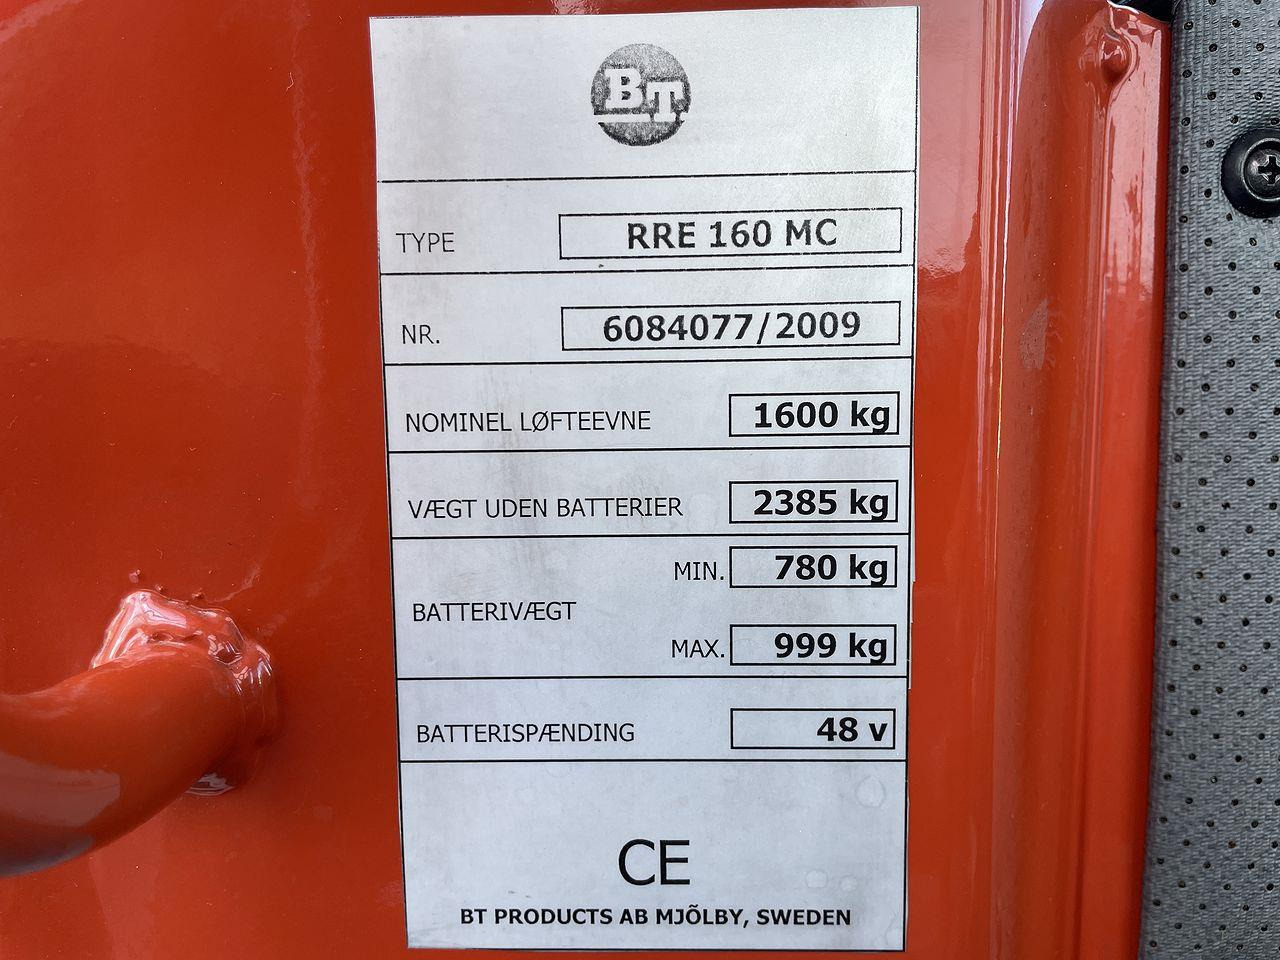 BT
TYPE RRE 160 MC
NR. 6084077/2009
NOMINEL LØFTEEVNE 1600 kg
VÆGT UDEN BATTERIER 2385 kg
MIN. 780 kg
BATTERIVÆGT
MAX. 999 kg
BATTERISPÆNDING 48 v
CE
BT PRODUCTS AB MJÕLBY, SWEDEN